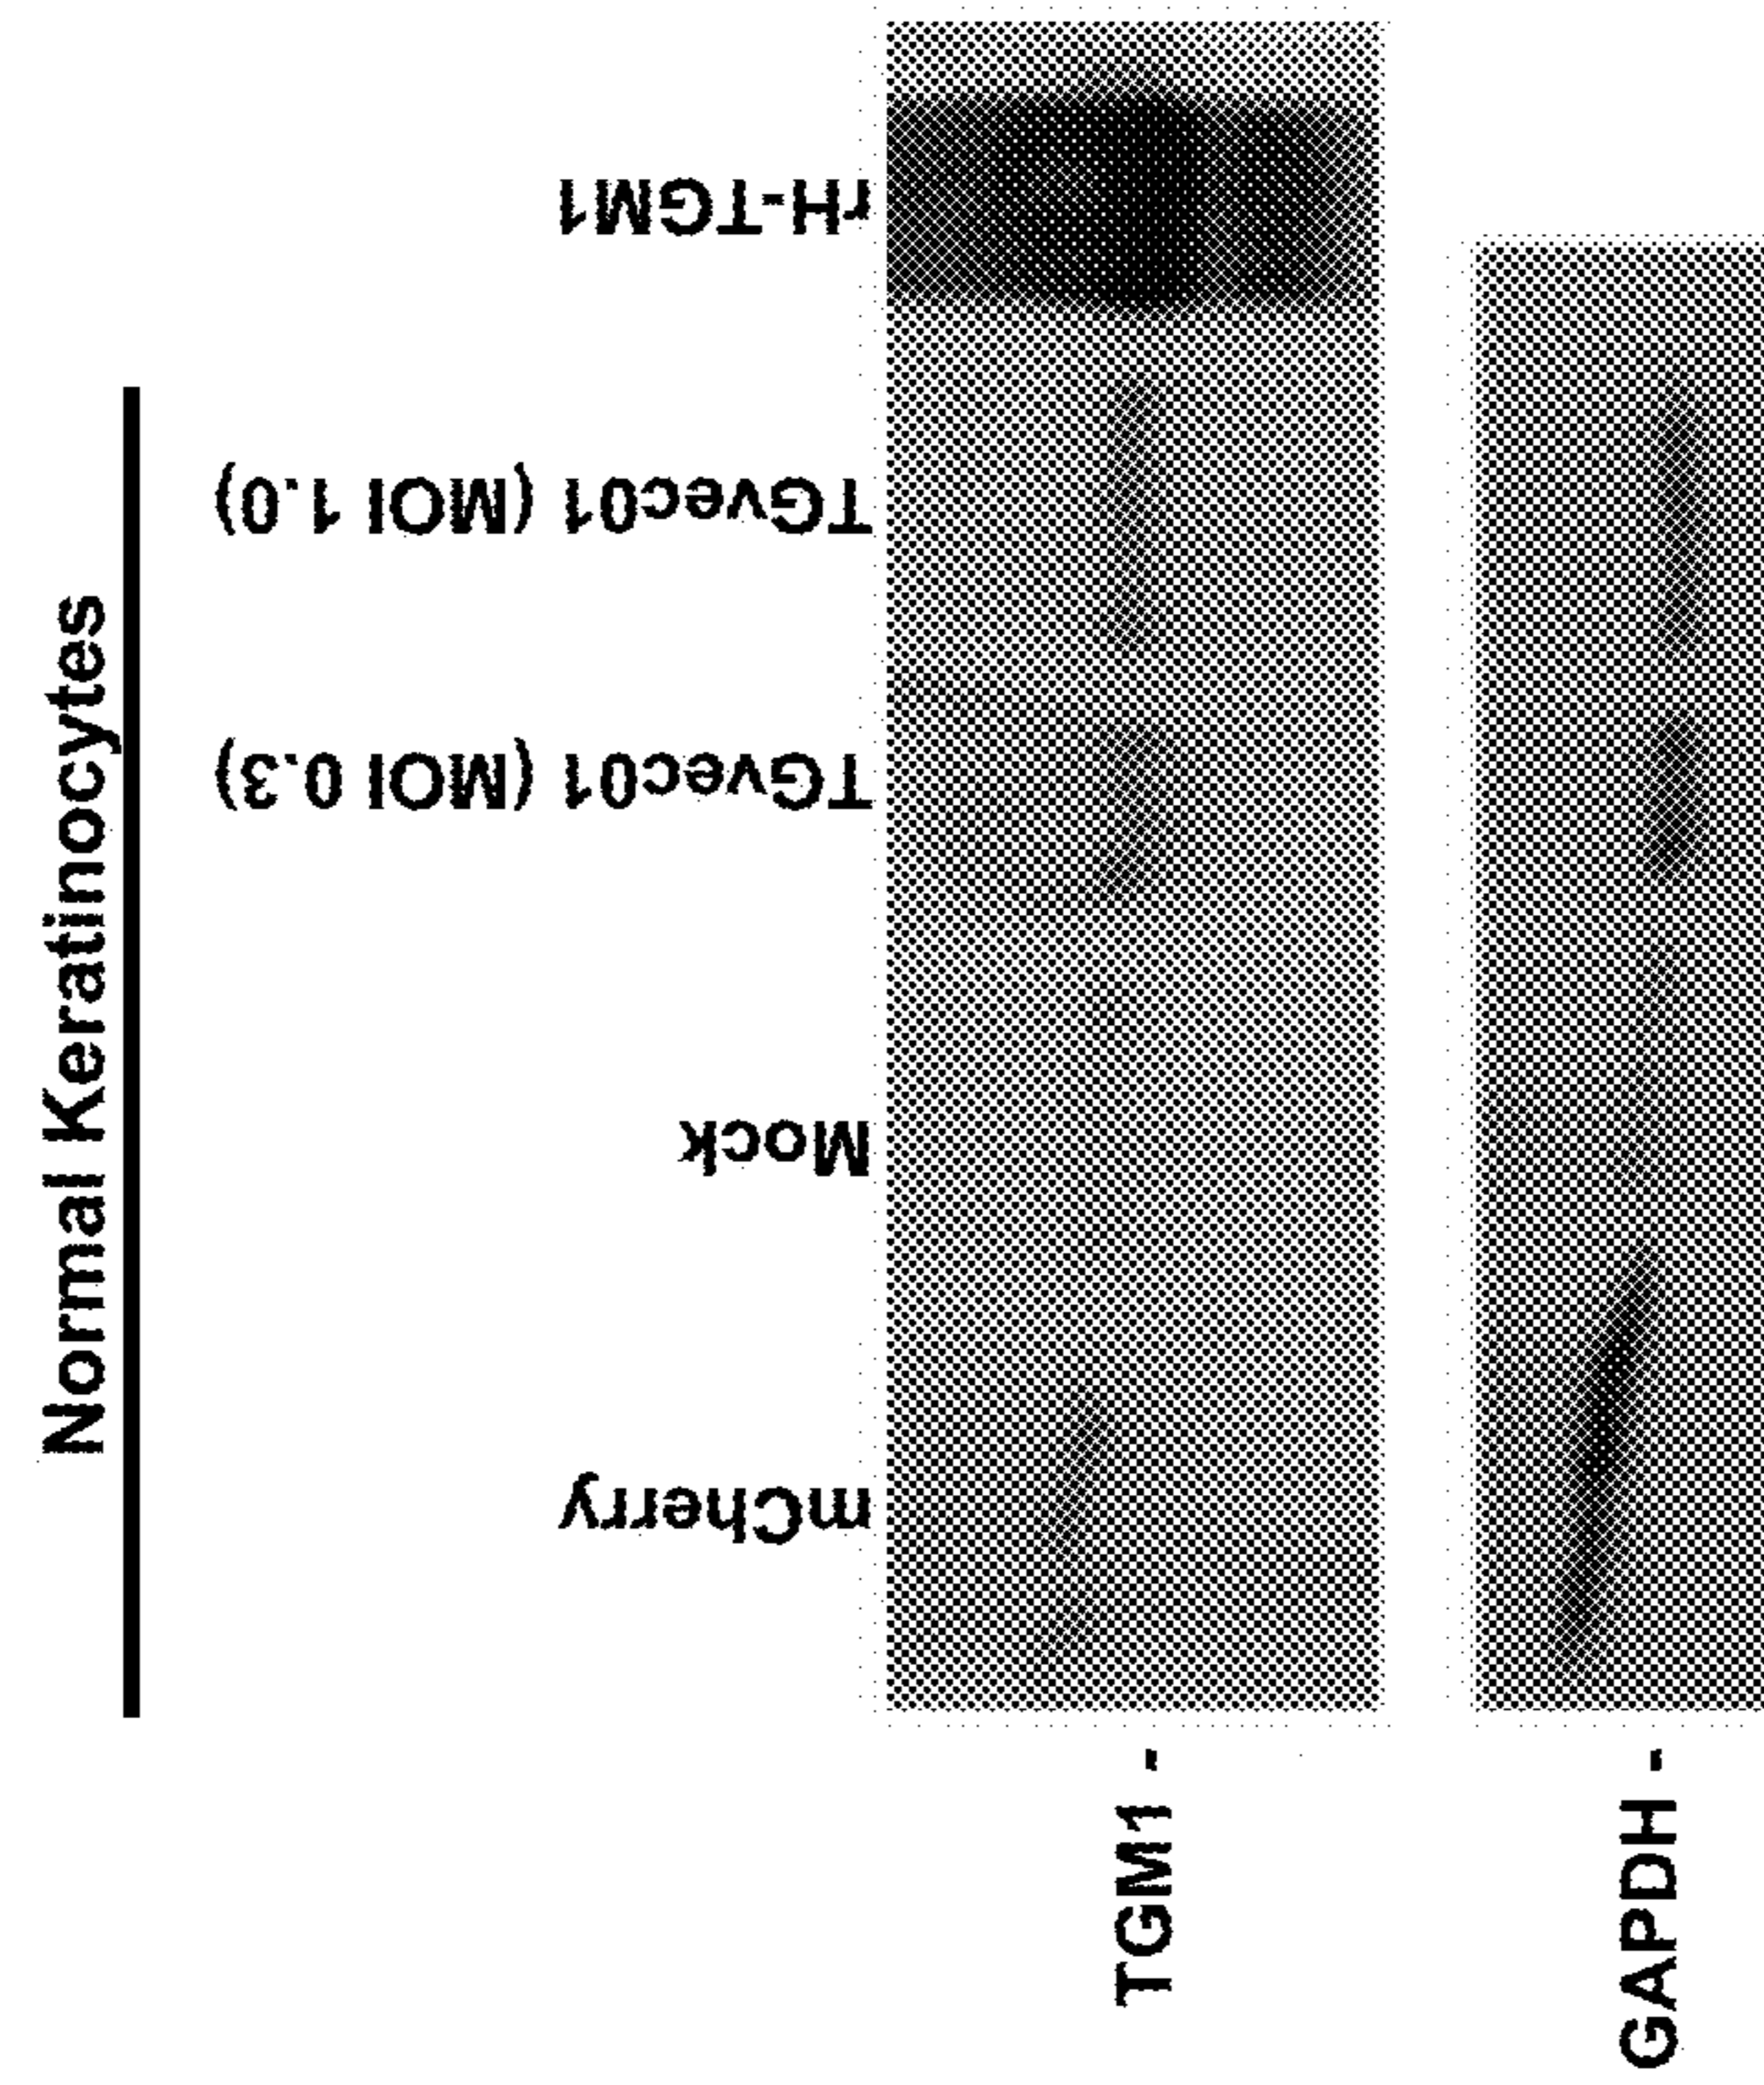 Normal Keratinocytes
mCherry
Mock
TGvec01 (MOI 0.3)
TGvec01 (MOI 1.0)
rH-TGM1
TGM1 -
GAPDH -